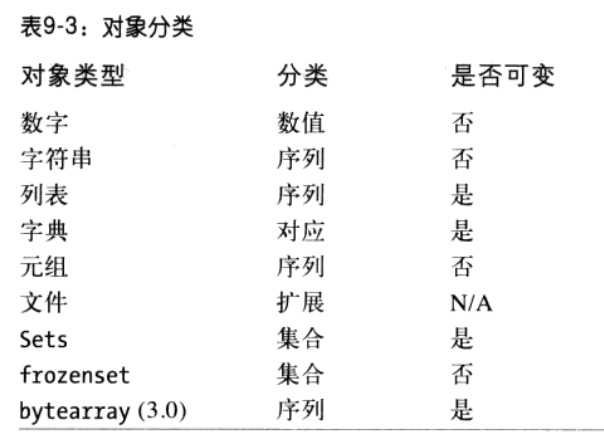 表9-3：对象分类
对象类型 分类 是否可变
数字 数值 否
字符串 序列 否
列表 序列 是
字典 对应 是
元组 序列 否
文件 扩展 N/A
Sets 集合 是
frozenset 集合 否
bytearray (3.0) 序列 是